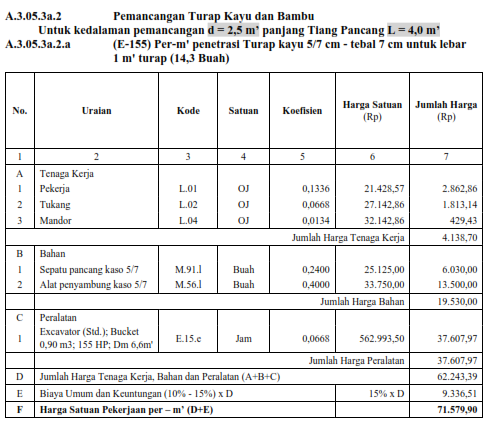 A.3.05.3a.2 Pemancangan Turap Kayu dan Bambu
Untuk kedalaman pemancangan d = 2,5 m' panjang Tiang Pancang L = 4,0 m'
A.3.05.3a.2.a (E-155) Per-m' penetrasi Turap kayu 5/7 cm - tebal 7 cm untuk lebar
1 m' turap (14,3 Buah)
No. Uraian Kode Satuan Koefisien Harga Satuan (Rp) Jumlah Harga (Rp)
1 2 3 4 5 6 7
A Tenaga Kerja
1 Pekerja L.01 OJ 0,1336 21.428,57 2.862,86
2 Tukang L.02 OJ 0,0668 27.142,86 1.813,14
3 Mandor L.04 OJ 0,0134 32.142,86 429,43
Jumlah Harga Tenaga Kerja 4.138,70
B Bahan
1 Sepatu pancang kaso 5/7 M.91.l Buah 0,2400 25.125,00 6.030,00
2 Alat penyambung kaso 5/7 M.56.l Buah 0,4000 33.750,00 13.500,00
Jumlah Harga Bahan 19.530,00
C Peralatan
1 Excavator (Std.); Bucket
0,90 m3; 155 HP; Dm 6,6m' E.15.e Jam 0,0668 562.993,50 37.607,97
Jumlah Harga Peralatan 37.607,97
D Jumlah Harga Tenaga Kerja, Bahan dan Peralatan (A+B+C) 62.243,39
E Biaya Umum dan Keuntungan (10% - 15%) x D 15% x D 9.336,51
F Harga Satuan Pekerjaan per – m' (D+E) 71.579,90